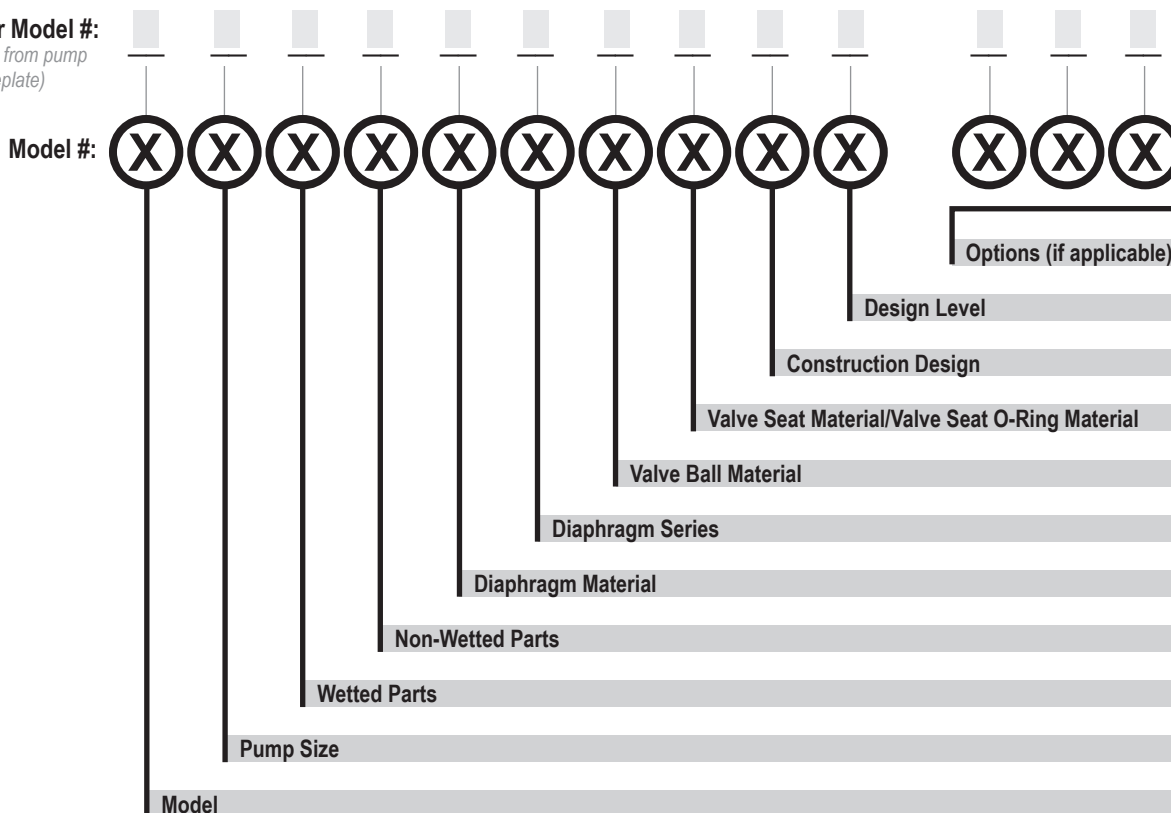 r Model #:
from pump
eplate)
Model #: X X X X X X X X X X X X X
Options (if applicable)
Design Level
Construction Design
Valve Seat Material/Valve Seat O-Ring Material
Valve Ball Material
Diaphragm Series
Diaphragm Material
Non-Wetted Parts
Wetted Parts
Pump Size
Model